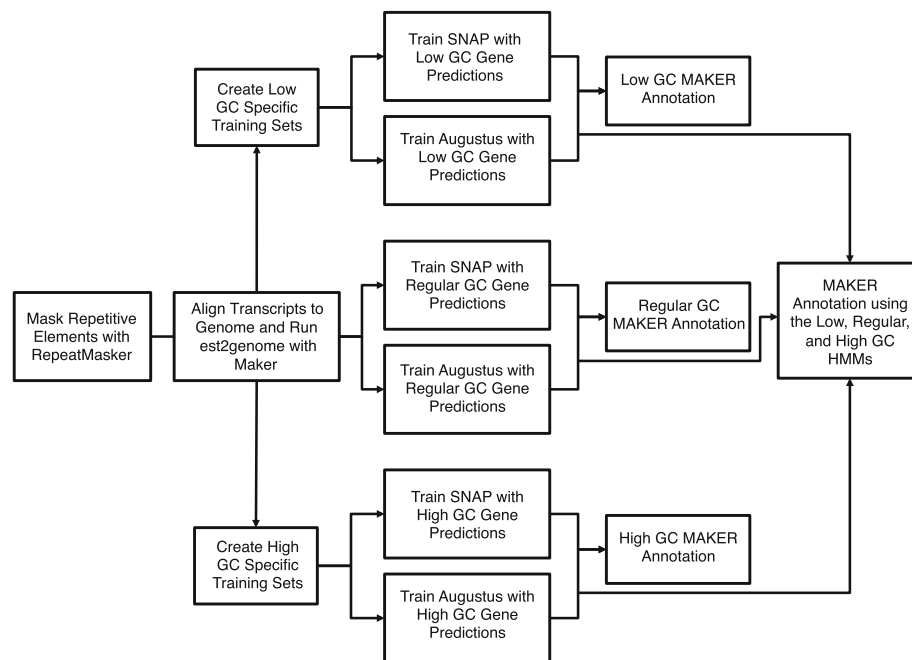 Mask Repetitive
Elements with
RepeatMasker
Create Low
GC Specific
Training Sets
Align Transcripts to
Genome and Run
est2genome with
Maker
Create High
GC Specific
Training Sets
Train SNAP with
Low GC Gene
Predictions
Train Augustus with
Low GC Gene
Predictions
Train SNAP with
Regular GC Gene
Predictions
Train Augustus with
Regular GC Gene
Predictions
Train SNAP with
High GC Gene
Predictions
Train Augustus with
High GC Gene
Predictions
Low GC MAKER
Annotation
Regular GC
MAKER Annotation
High GC MAKER
Annotation
MAKER
Annotation using
the Low, Regular,
and High GC
HMMs